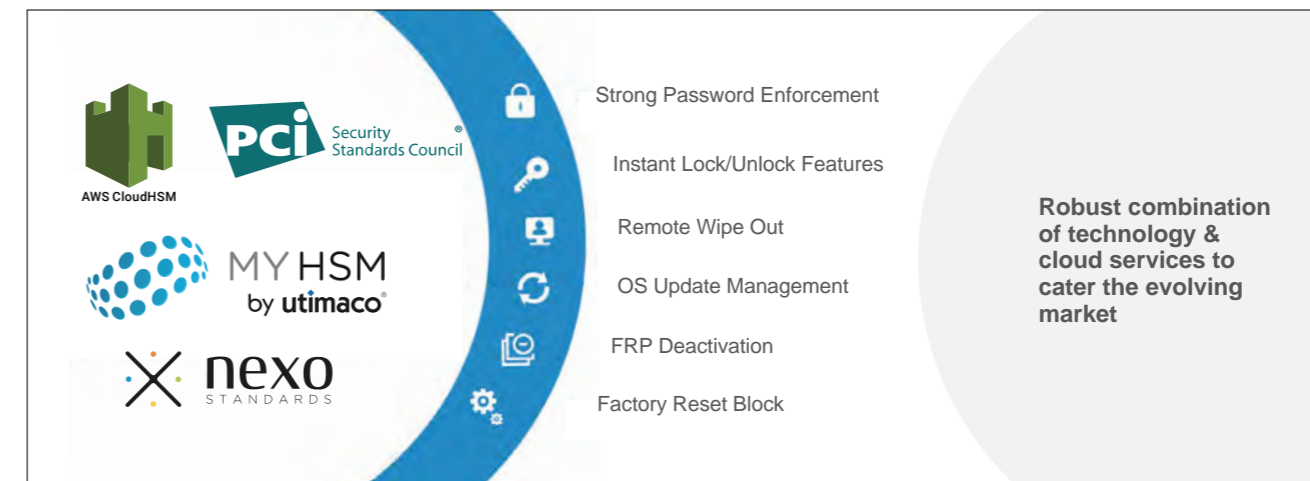 AWS CloudHSM
PCi Security ®
Standards Council
MYHSM
by utimaco®
nexo
STANDARDS
Strong Password Enforcement
Instant Lock/Unlock Features
Remote Wipe Out
OS Update Management
FRP Deactivation
Factory Reset Block
Robust combination
of technology &
cloud services to
cater the evolving
market